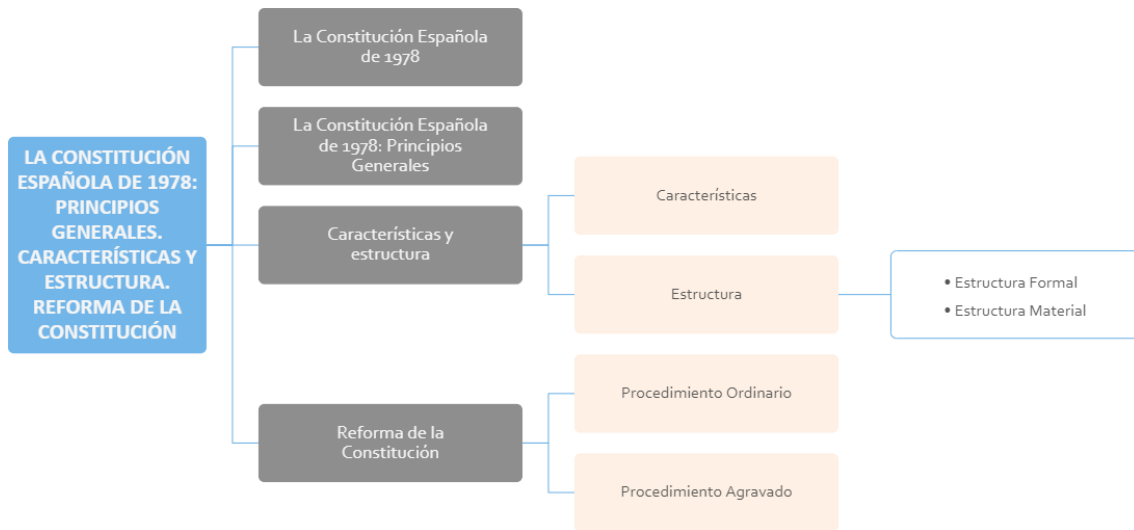 LA CONSTITUCIÓN
ESPAÑOLA DE 1978:
PRINCIPIOS
GENERALES.
CARACTERÍSTICAS Y
ESTRUCTURA.
REFORMA DE LA
CONSTITUCIÓN
La Constitución Española
de 1978
La Constitución Española
de 1978: Principios
Generales
Características y
estructura
Características
Estructura
• Estructura Formal
• Estructura Material
Reforma de la
Constitución
Procedimiento Ordinario
Procedimiento Agravado